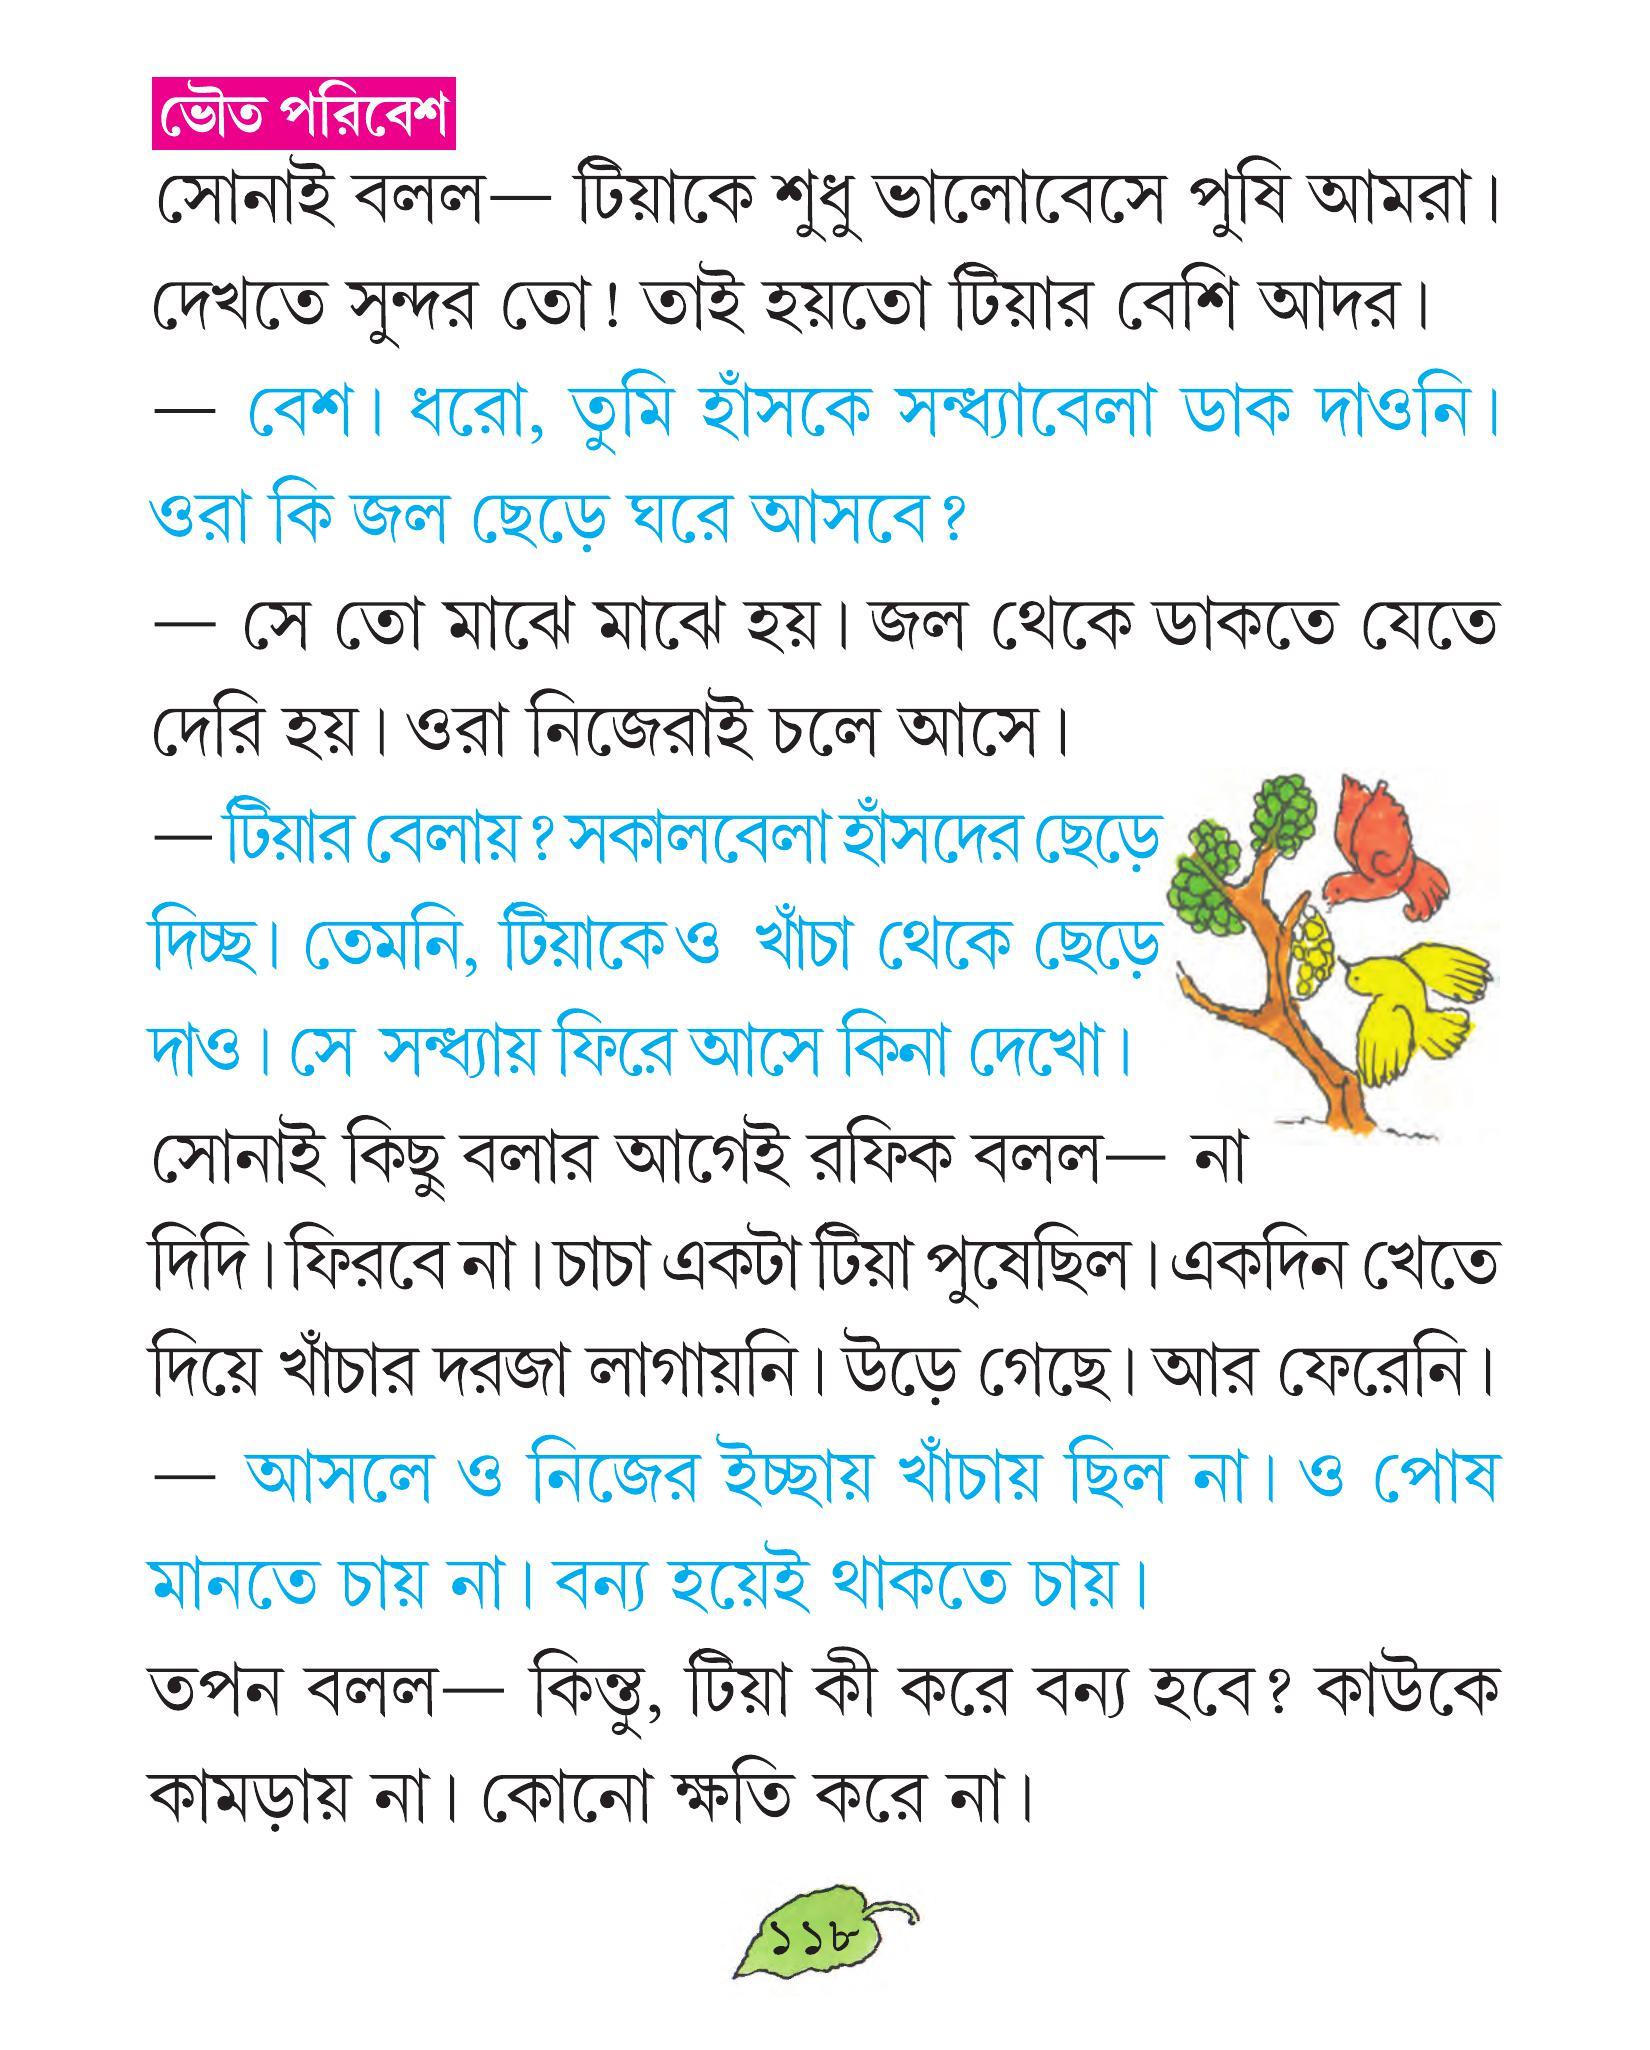 ভৌত পরিবেশ
সোনাই বলল— টিয়াকে শুধু ভালোবেসে পুষি আমরা।
দেখতে সুন্দর তো! তাই হয়তো টিয়ার বেশি আদর।
— বেশ। ধরো, তুমি হাঁসকে সন্ধ্যাবেলা ডাক দাওনি।
ওরা কি জল ছেড়ে ঘরে আসবে?
— সে তো মাঝে মাঝে হয়। জল থেকে ডাকতে যেতে
দেরি হয়। ওরা নিজেরাই চলে আসে।
— টিয়ার বেলায়? সকালবেলা হাঁসদের ছেড়ে
দিচ্ছ। তেমনি, টিয়াকেও খাঁচা থেকে ছেড়ে
দাও। সে সন্ধ্যায় ফিরে আসে কিনা দেখো।
সোনাই কিছু বলার আগেই রফিক বলল— না
দিদি। ফিরবে না। চাচা একটা টিয়া পুষেছিল। একদিন খেতে
দিয়ে খাঁচার দরজা লাগায়নি। উড়ে গেছে। আর ফেরেনি।
— আসলে ও নিজের ইচ্ছায় খাঁচায় ছিল না। ও পোষ
মানতে চায় না। বন্য হয়েই থাকতে চায়।
তপন বলল— কিন্তু, টিয়া কী করে বন্য হবে? কাউকে
কামড়ায় না। কোনো ক্ষতি করে না।
১১৮